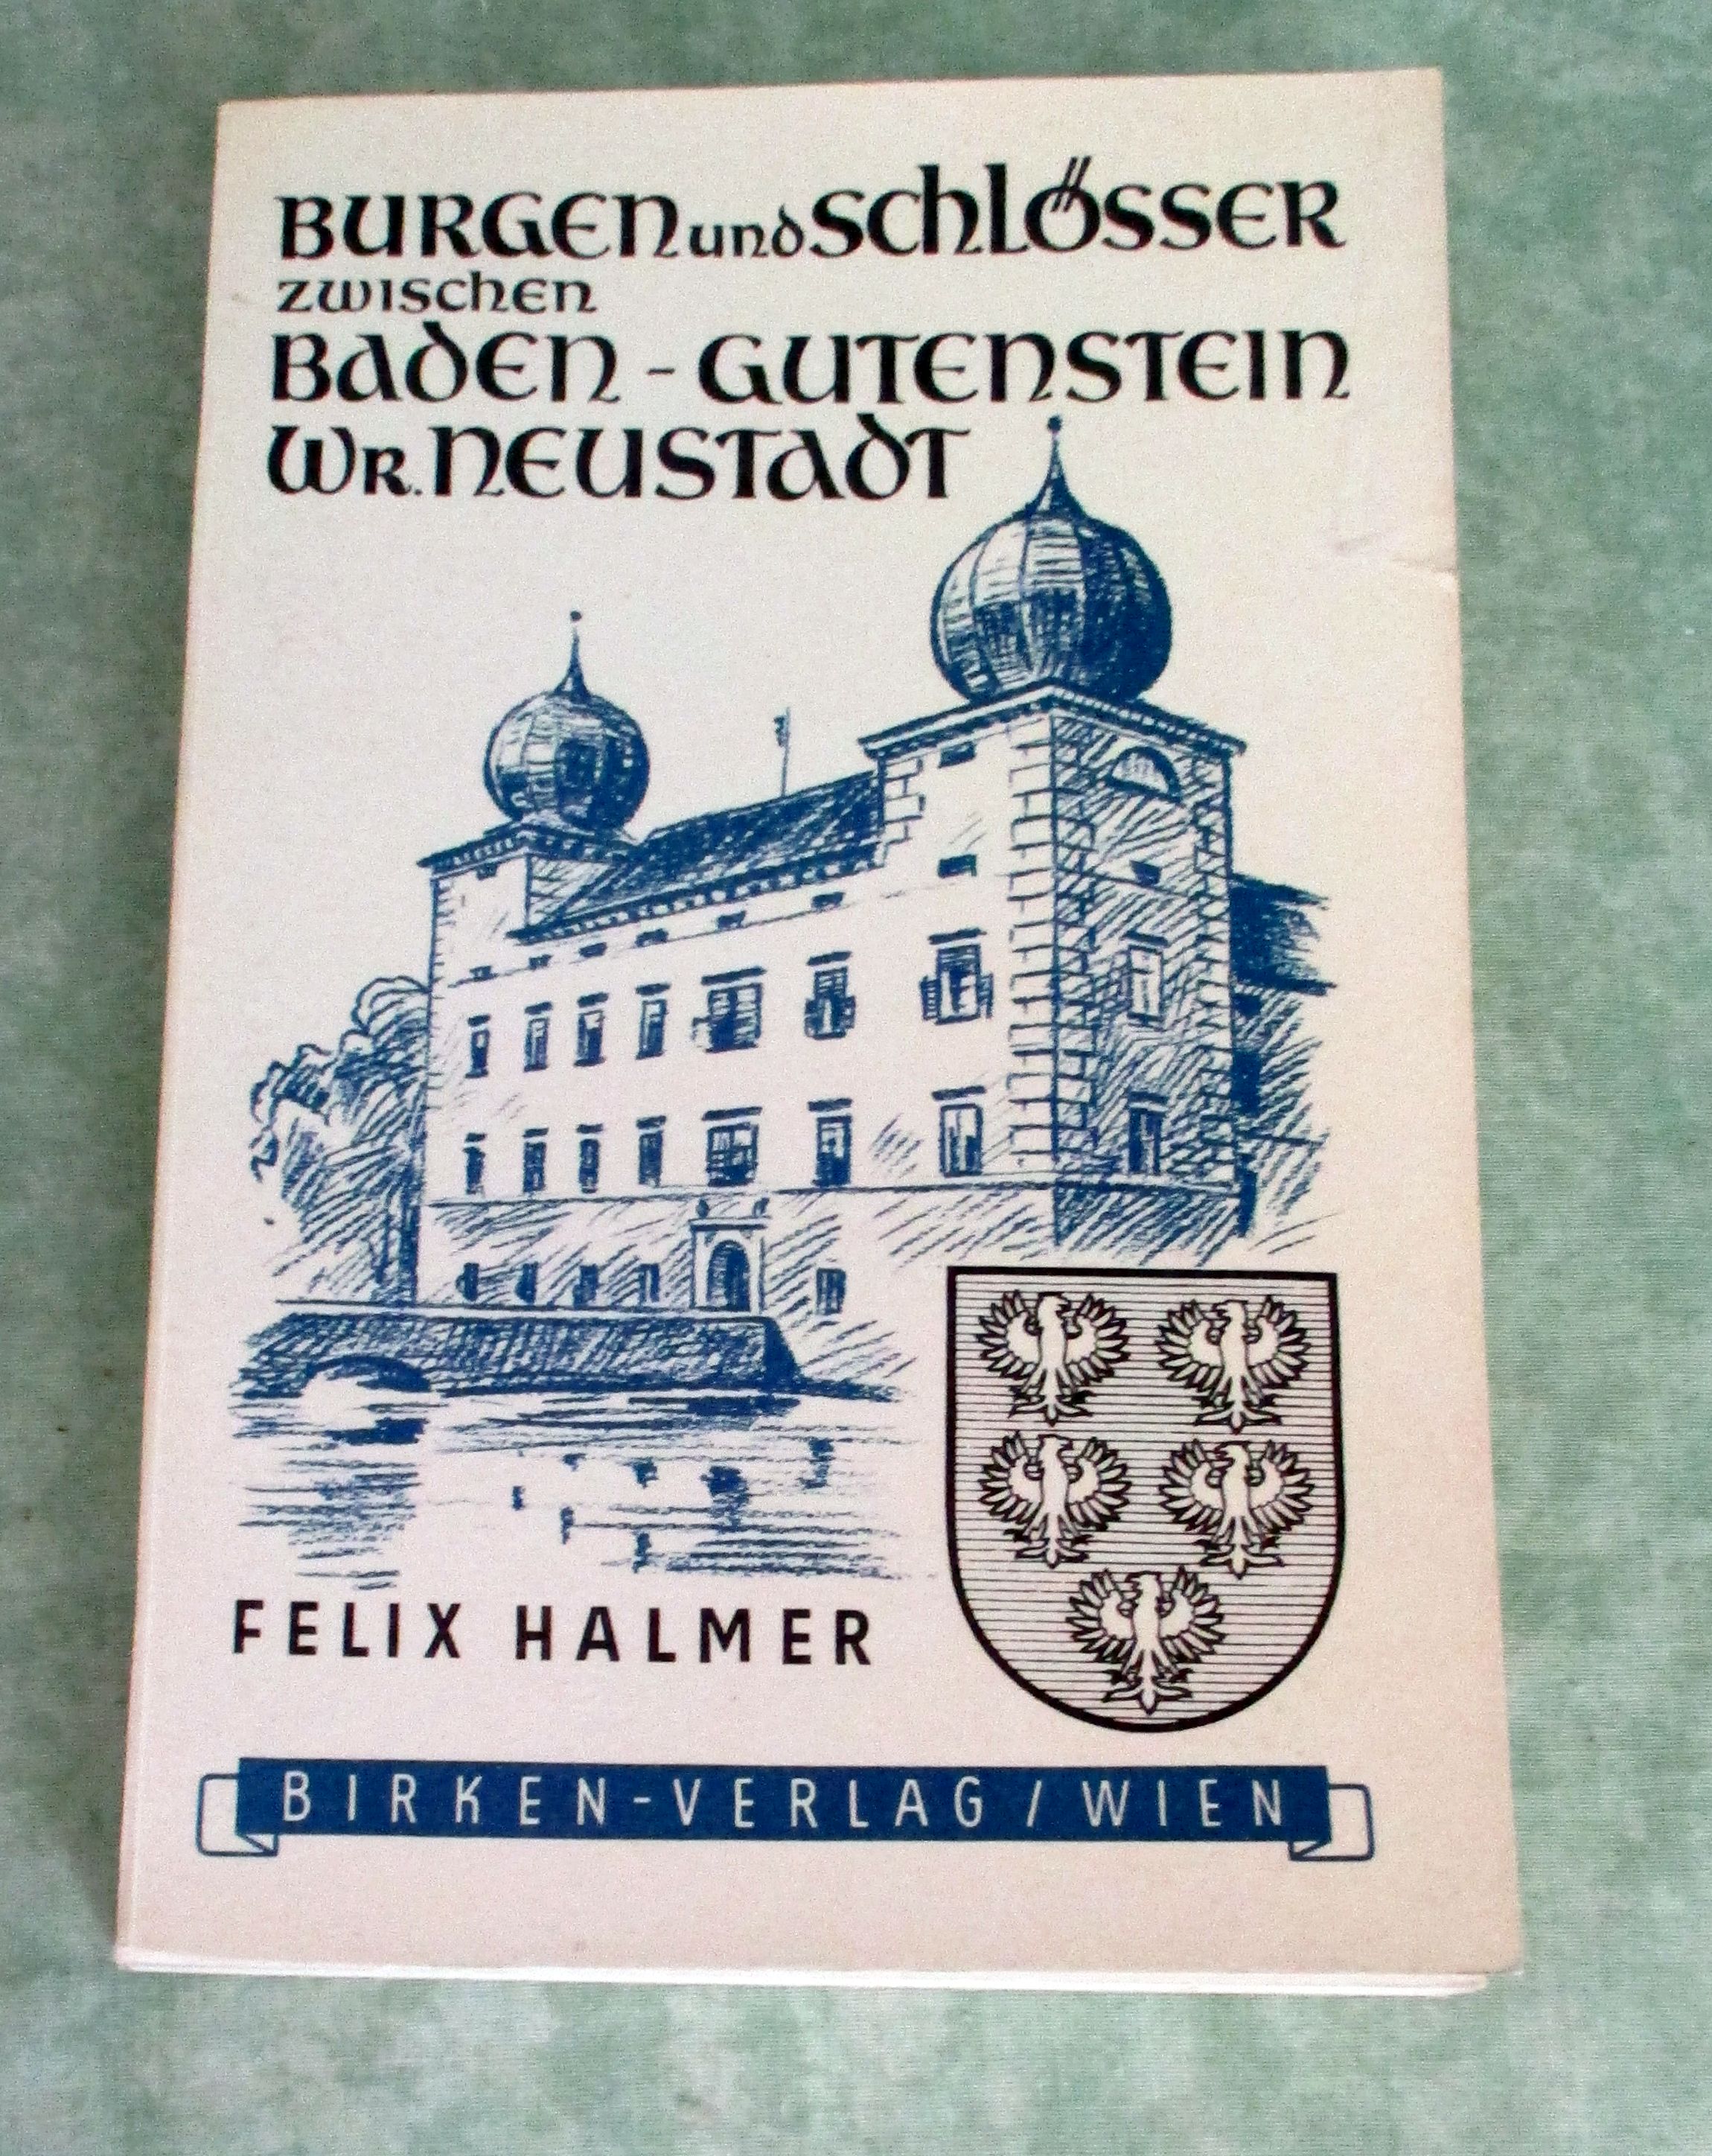 BURGEN und SCHLÖSSER
ZWISCHEN
BADEN - GUTENSTEIN
WR. NEUSTADT
FELIX HALMER
BIRKEN-VERLAG / WIEN